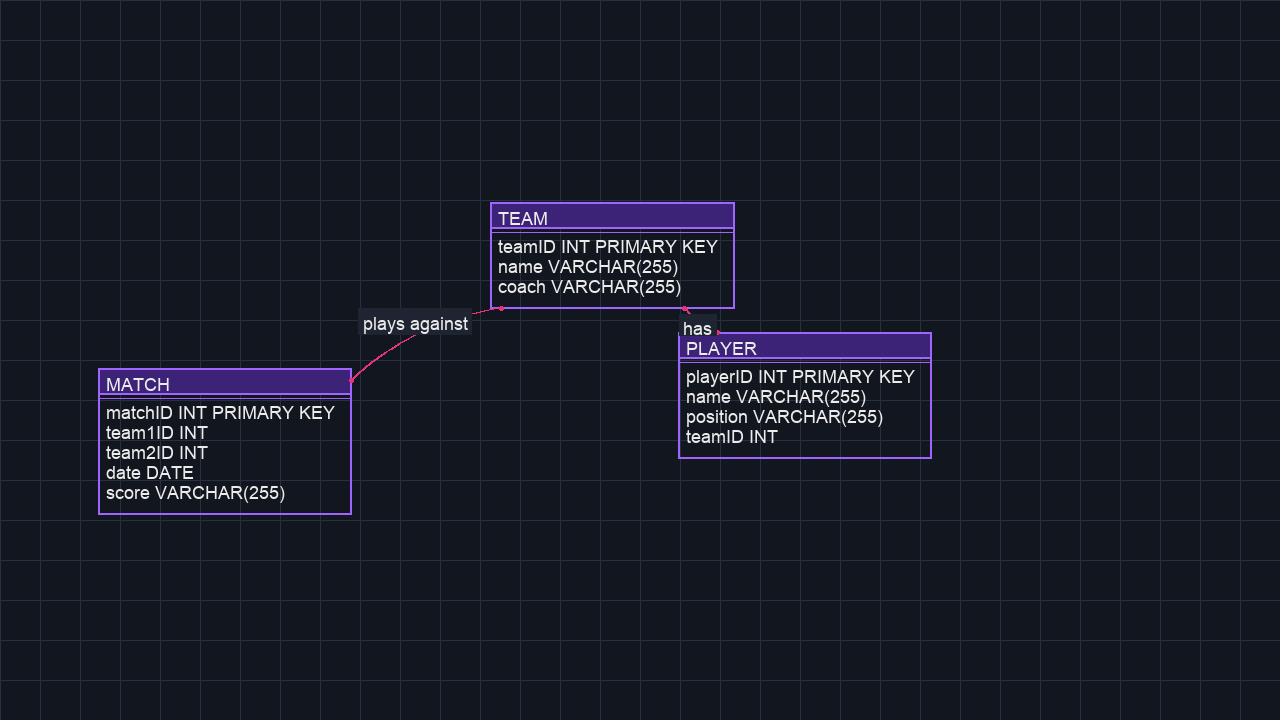 TEAM
teamID INT PRIMARY KEY
name VARCHAR(255)
coach VARCHAR(255)
plays against
has
PLAYER
playerID INT PRIMARY KEY
name VARCHAR(255)
position VARCHAR(255)
teamID INT
MATCH
matchID INT PRIMARY KEY
team1ID INT
team2ID INT
date DATE
score VARCHAR(255)